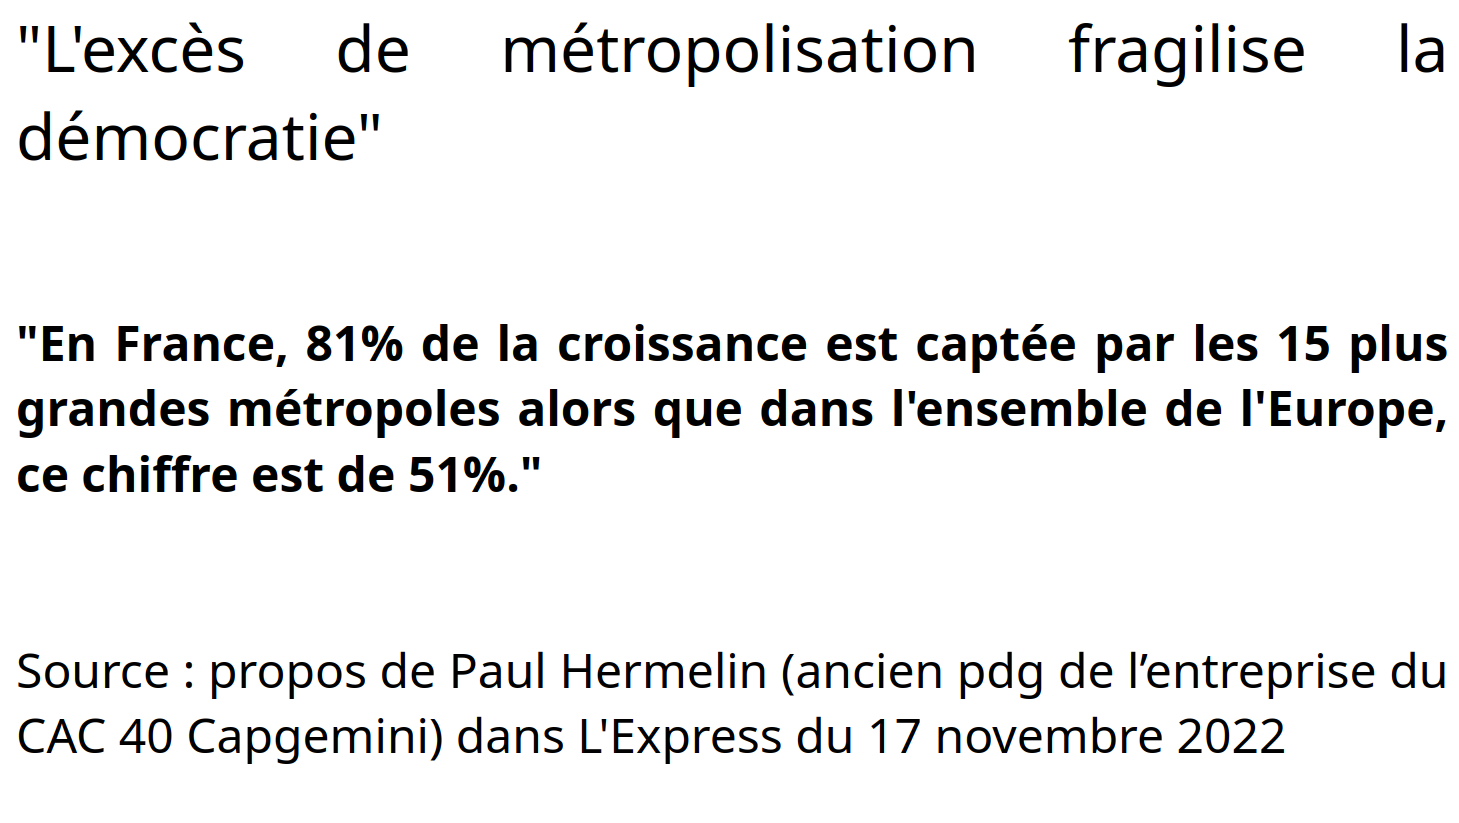 "L'excès de métropolisation fragilise la
démocratie"
"En France, 81% de la croissance est captée par les 15 plus
grandes métropoles alors que dans l'ensemble de l'Europe,
ce chiffre est de 51%."
Source : propos de Paul Hermelin (ancien pdg de l’entreprise du
CAC 40 Capgemini) dans L'Express du 17 novembre 2022